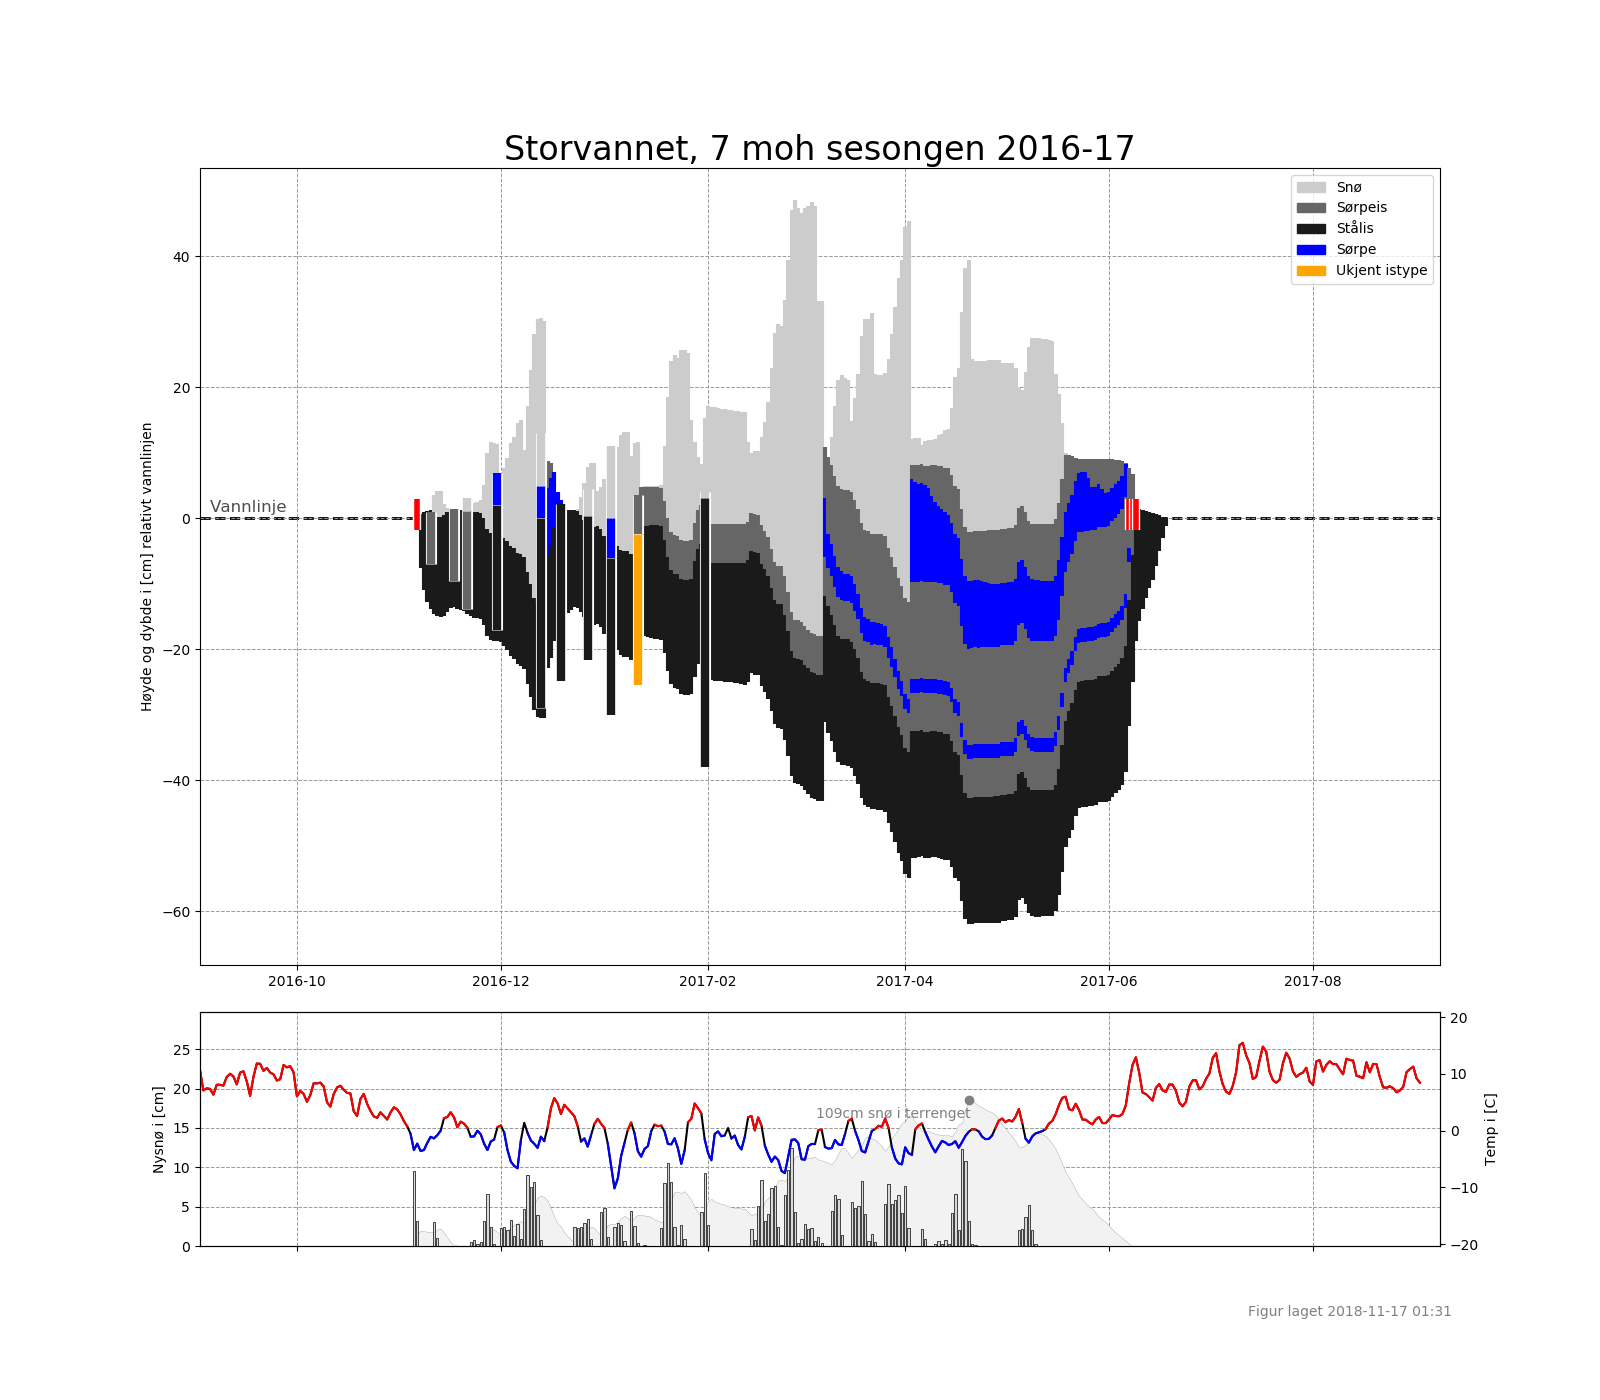 Storvannet, 7 moh sesongen 2016-17
Snø
Sørpeis
Stålis
Sørpe
Ukjent istype
Høyde og dybde i [cm] relativt vannlinjen
40
20
0
−20
−40
−60
Vannlinje
2016-10 2016-12 2017-02 2017-04 2017-06 2017-08
Nysnø i [cm]
25
20
15
10
5
0
109cm snø i terrenget
20
10
0
−10
−20
Temp i [C]
Figur laget 2018-11-17 01:31